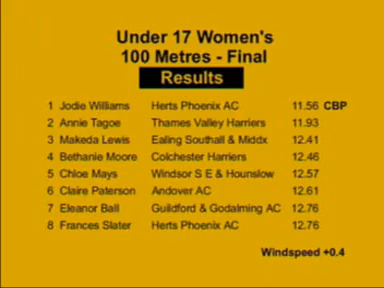 Under 17 Women's
100 Metres - Final
Results
1 Jodie Williams Herts Phoenix AC 11.56 CBP
2 Annie Tagoe Thames Valley Harriers 11.93
3 Makeda Lewis Ealing Southall & Middx 12.41
4 Bethanie Moore Colchester Harriers 12.46
5 Chloe Mays Windsor S E & Hounslow 12.57
6 Claire Paterson Andover AC 12.61
7 Eleanor Ball Guildford & Godalming AC 12.76
8 Frances Slater Herts Phoenix AC 12.76
Windspeed +0.4